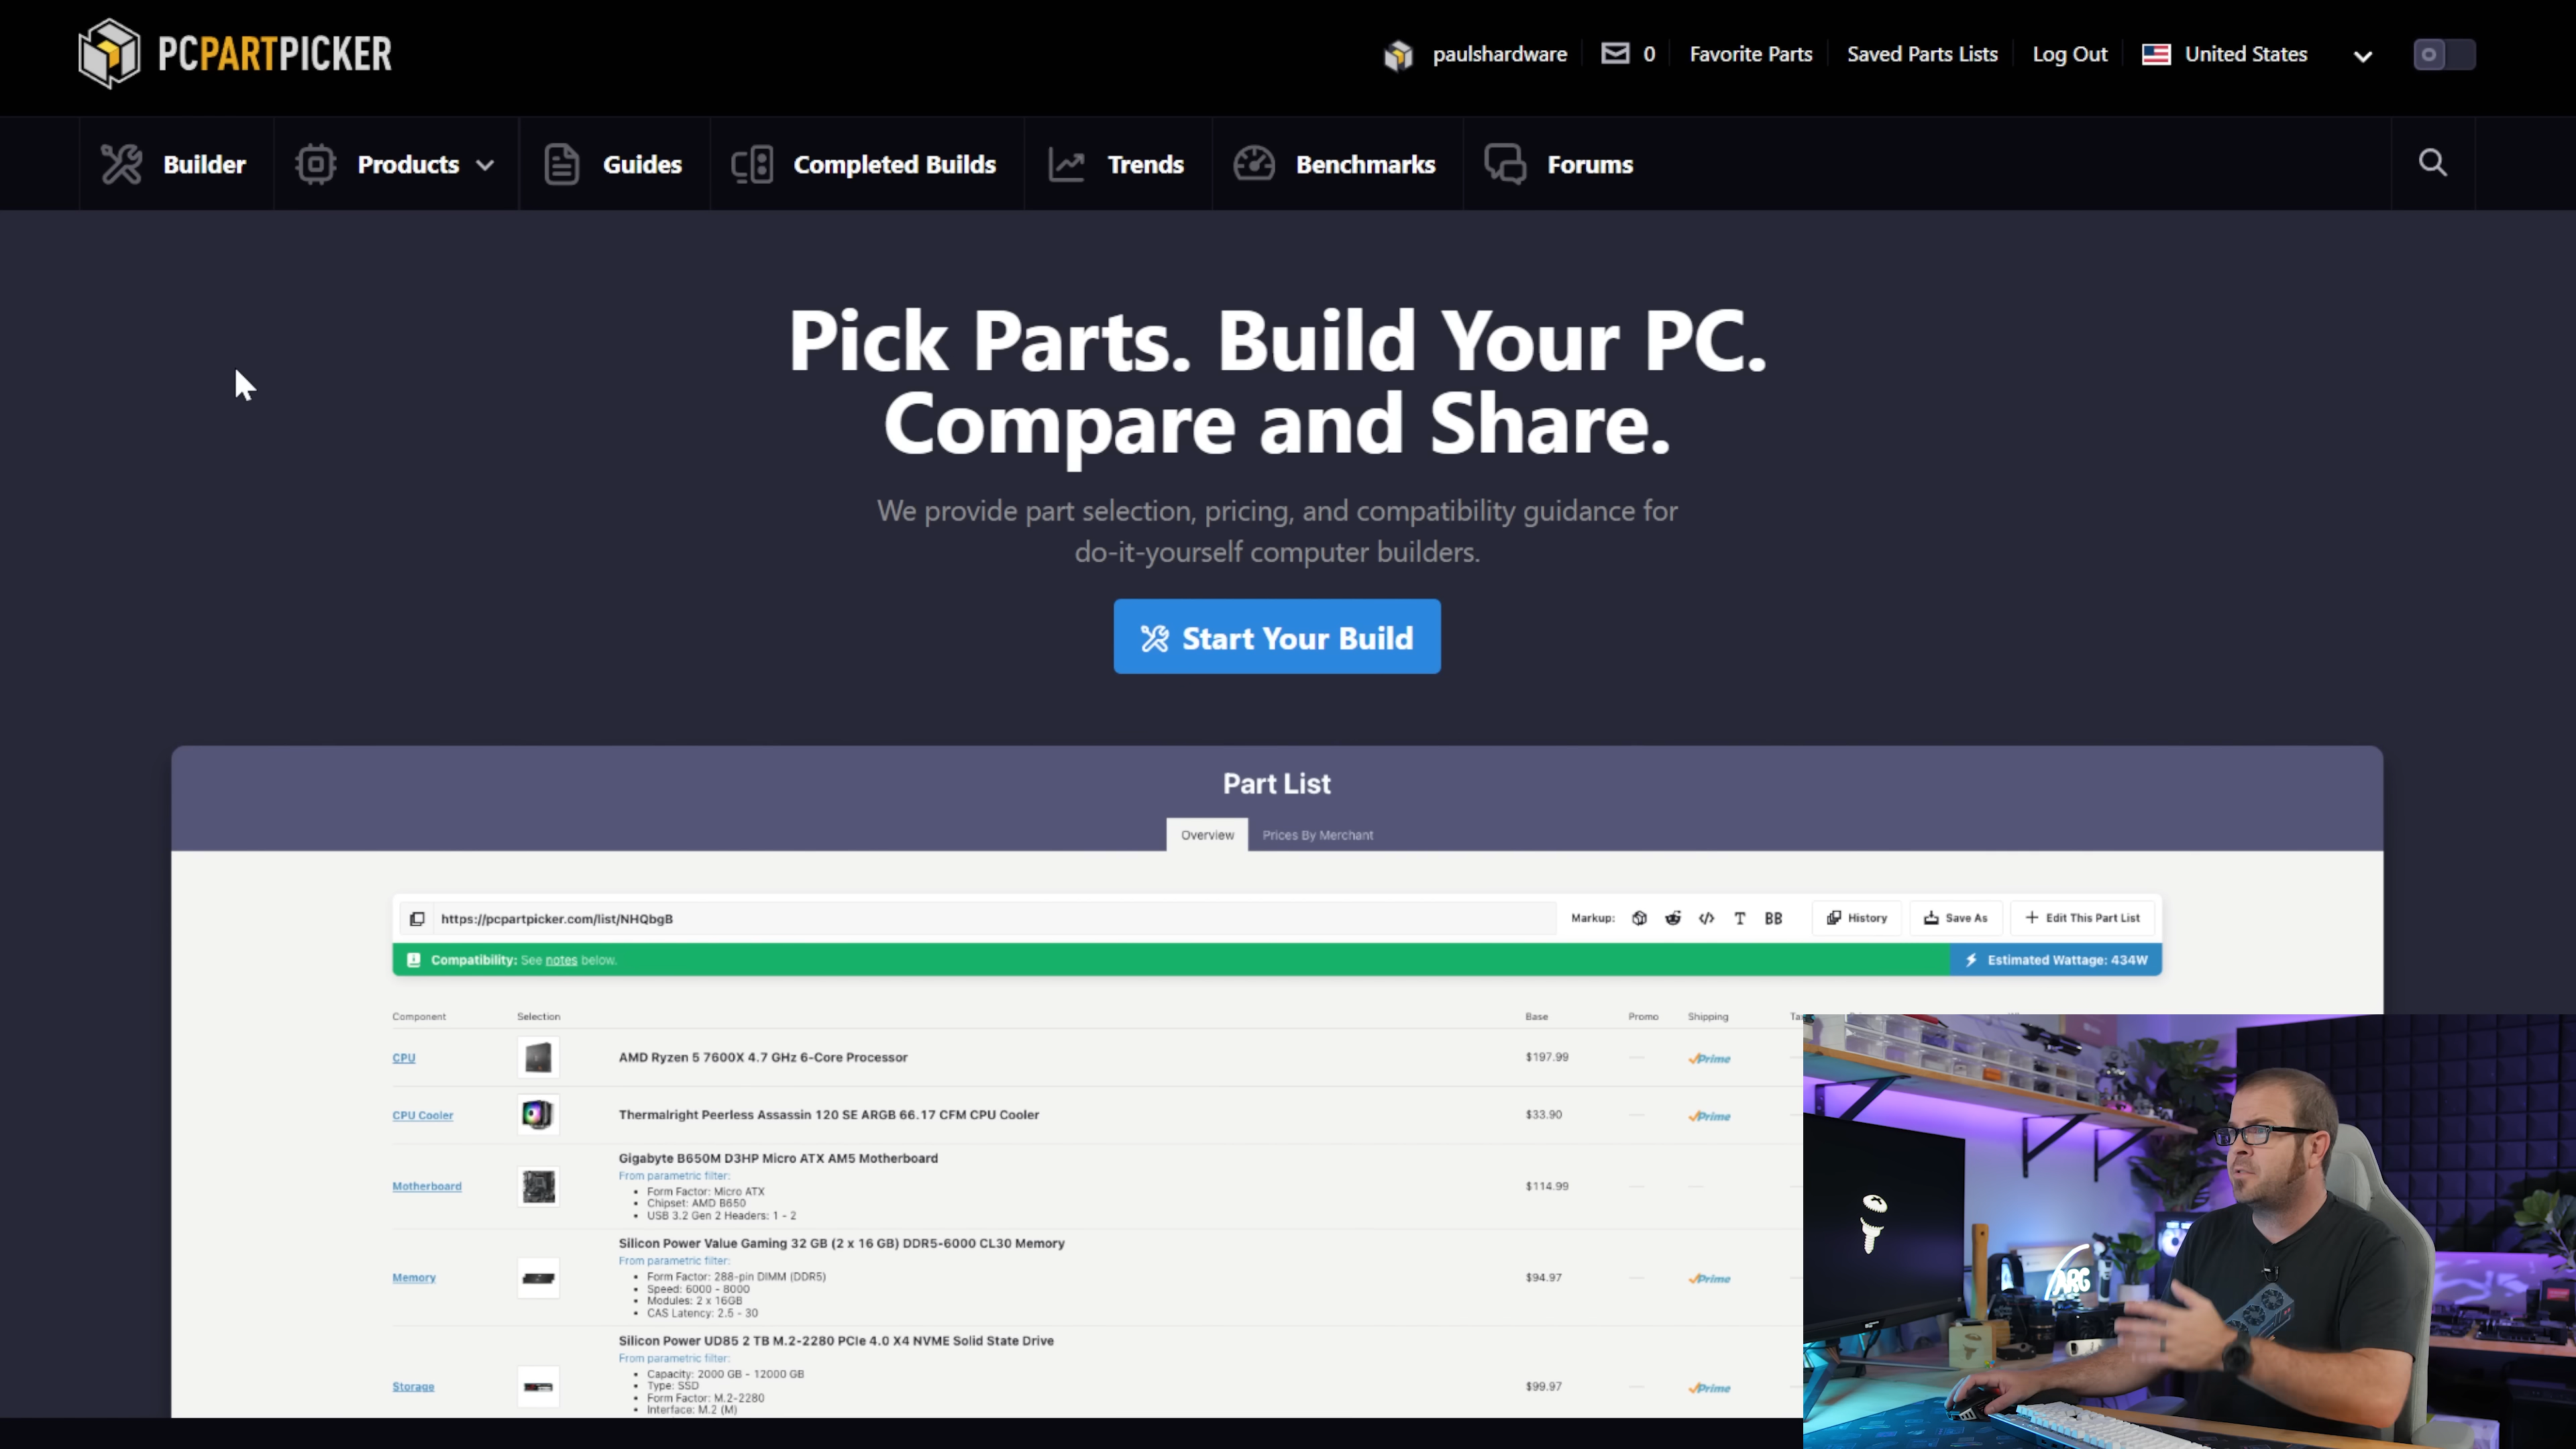 PCPARTPICKER
paulshardware 0 Favorite Parts Saved Parts Lists Log Out United States
Builder Products Guides Completed Builds Trends Benchmarks Forums
Pick Parts. Build Your PC.
Compare and Share.
We provide part selection, pricing, and compatibility guidance for
do-it-yourself computer builders.
Start Your Build
Part List
Overview Prices By Merchant
https://pcpartpicker.com/list/NHQbgB Markup: T BB History Save As Edit This Part List
Compatibility: See notes below. Estimated Wattage: 434W
Component Selection Base Promo Shipping
CPU AMD Ryzen 5 7600X 4.7 GHz 6-Core Processor $197.99 Prime
CPU Cooler Thermalright Peerless Assassin 120 SE ARGB 66.17 CFM CPU Cooler $33.90 Prime
Gigabyte B650M D3HP Micro ATX AM5 Motherboard
From parametric filter:
Motherboard $114.99
• Form Factor: Micro ATX
• Chipset: AMD B650
• USB 3.2 Gen 2 Headers: 1 - 2
Silicon Power Value Gaming 32 GB (2 x 16 GB) DDR5-6000 CL30 Memory
From parametric filter:
Memory $94.97 Prime
• Form Factor: 288-pin DIMM (DDR5)
• Speed: 6000 - 8000
• Modules: 2 x 16GB
• CAS Latency: 2.5 - 30
Silicon Power UD85 2 TB M.2-2280 PCIe 4.0 X4 NVME Solid State Drive
From parametric filter:
Storage $99.97 Prime
• Capacity: 2000 GB - 12000 GB
• Type: SSD
• Form Factor: M.2-2280
• Interface: M.2 (M)